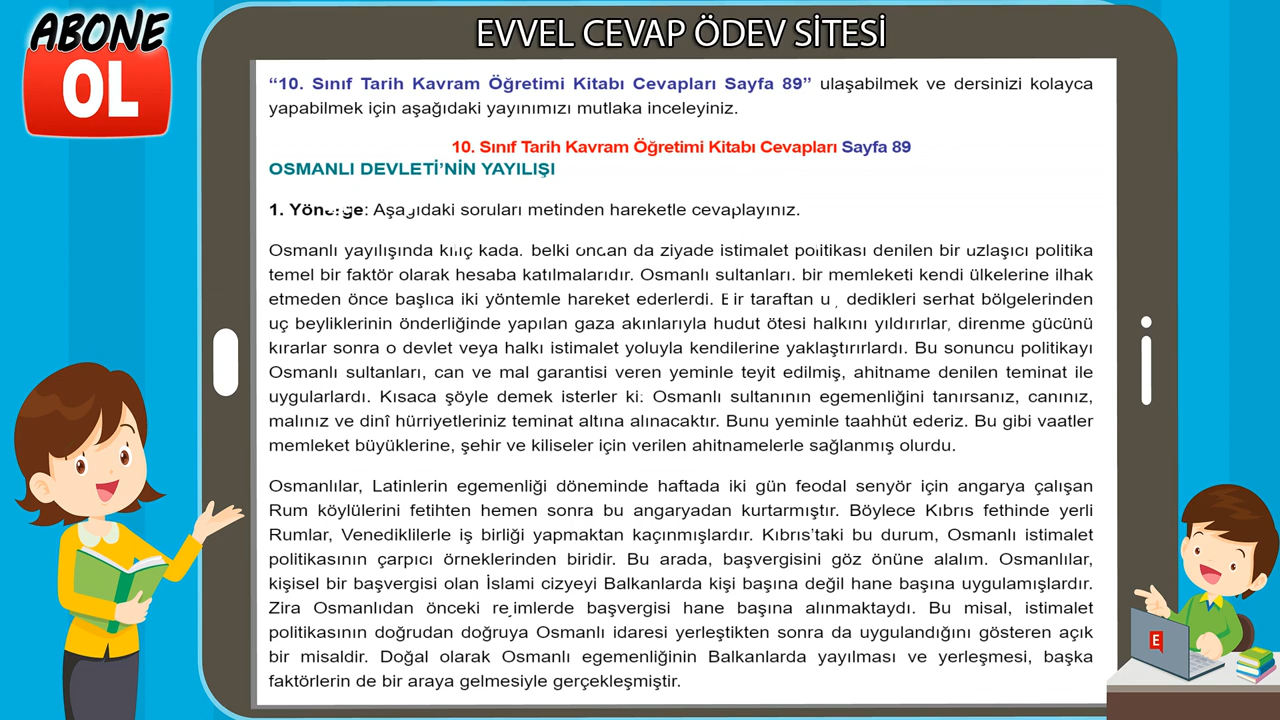 ABONE
OL
EVVEL CEVAP ÖDEV SİTESİ
“10. Sınıf Tarih Kavram Öğretimi Kitabı Cevapları Sayfa 89” ulaşabilmek ve dersinizi kolayca
yapabilmek için aşağıdaki yayınımızı mutlaka inceleyiniz.
10. Sınıf Tarih Kavram Öğretimi Kitabı Cevapları Sayfa 89
OSMANLI DEVLETİ’NİN YAYILIŞI
1. Yönerge: Aşağıdaki soruları metinden hareketle cevaplayınız.
Osmanlı yayılışında kılıç kadar belki ondan da ziyade istimalet politikası denilen bir uzlaşıcı politika
temel bir faktör olarak hesaba katılmalarıdır. Osmanlı sultanları. bir memleketi kendi ülkelerine ilhak
etmeden önce başlıca iki yöntemle hareket ederlerdi. Bir taraftan uç dedikleri serhat bölgelerinden
uç beyliklerinin önderliğinde yapılan gaza akınlarıyla hudut ötesi halkını yıldırırlar, direnme gücünü
kırarlar sonra o devlet veya halkı istimalet yoluyla kendilerine yaklaştırırlardı. Bu sonuncu politikayı
Osmanlı sultanları, can ve mal garantisi veren yeminle teyit edilmiş, ahitname denilen teminat ile
uygularlardı. Kısaca şöyle demek isterler ki: Osmanlı sultanının egemenliğini tanırsanız, canınız,
malınız ve dinî hürriyetleriniz teminat altına alınacaktır. Bunu yeminle taahhüt ederiz. Bu gibi vaatler
memleket büyüklerine, şehir ve kiliseler için verilen ahitnamelerle sağlanmış olurdu.
Osmanlılar, Latinlerin egemenliği döneminde haftada iki gün feodal senyör için angarya çalışan
Rum köylülerini fetihten hemen sonra bu angaryadan kurtarmıştır. Böylece Kıbrıs fethinde yerli
Rumlar, Venediklilerle iş birliği yapmaktan kaçınmışlardır. Kıbrıs’taki bu durum, Osmanlı istimalet
politikasının çarpıcı örneklerinden biridir. Bu arada, başvergisini göz önüne alalım. Osmanlılar,
kişisel bir başvergisi olan İslami cizyeyi Balkanlarda kişi başına değil hane başına uygulamışlardır.
Zira Osmanlıdan önceki rejimlerde başvergisi hane başına alınmaktaydı. Bu misal, istimalet
politikasının doğrudan doğruya Osmanlı idaresi yerleştikten sonra da uygulandığını gösteren açık
bir misaldir. Doğal olarak Osmanlı egemenliğinin Balkanlarda yayılması ve yerleşmesi, başka
faktörlerin de bir araya gelmesiyle gerçekleşmiştir.
E